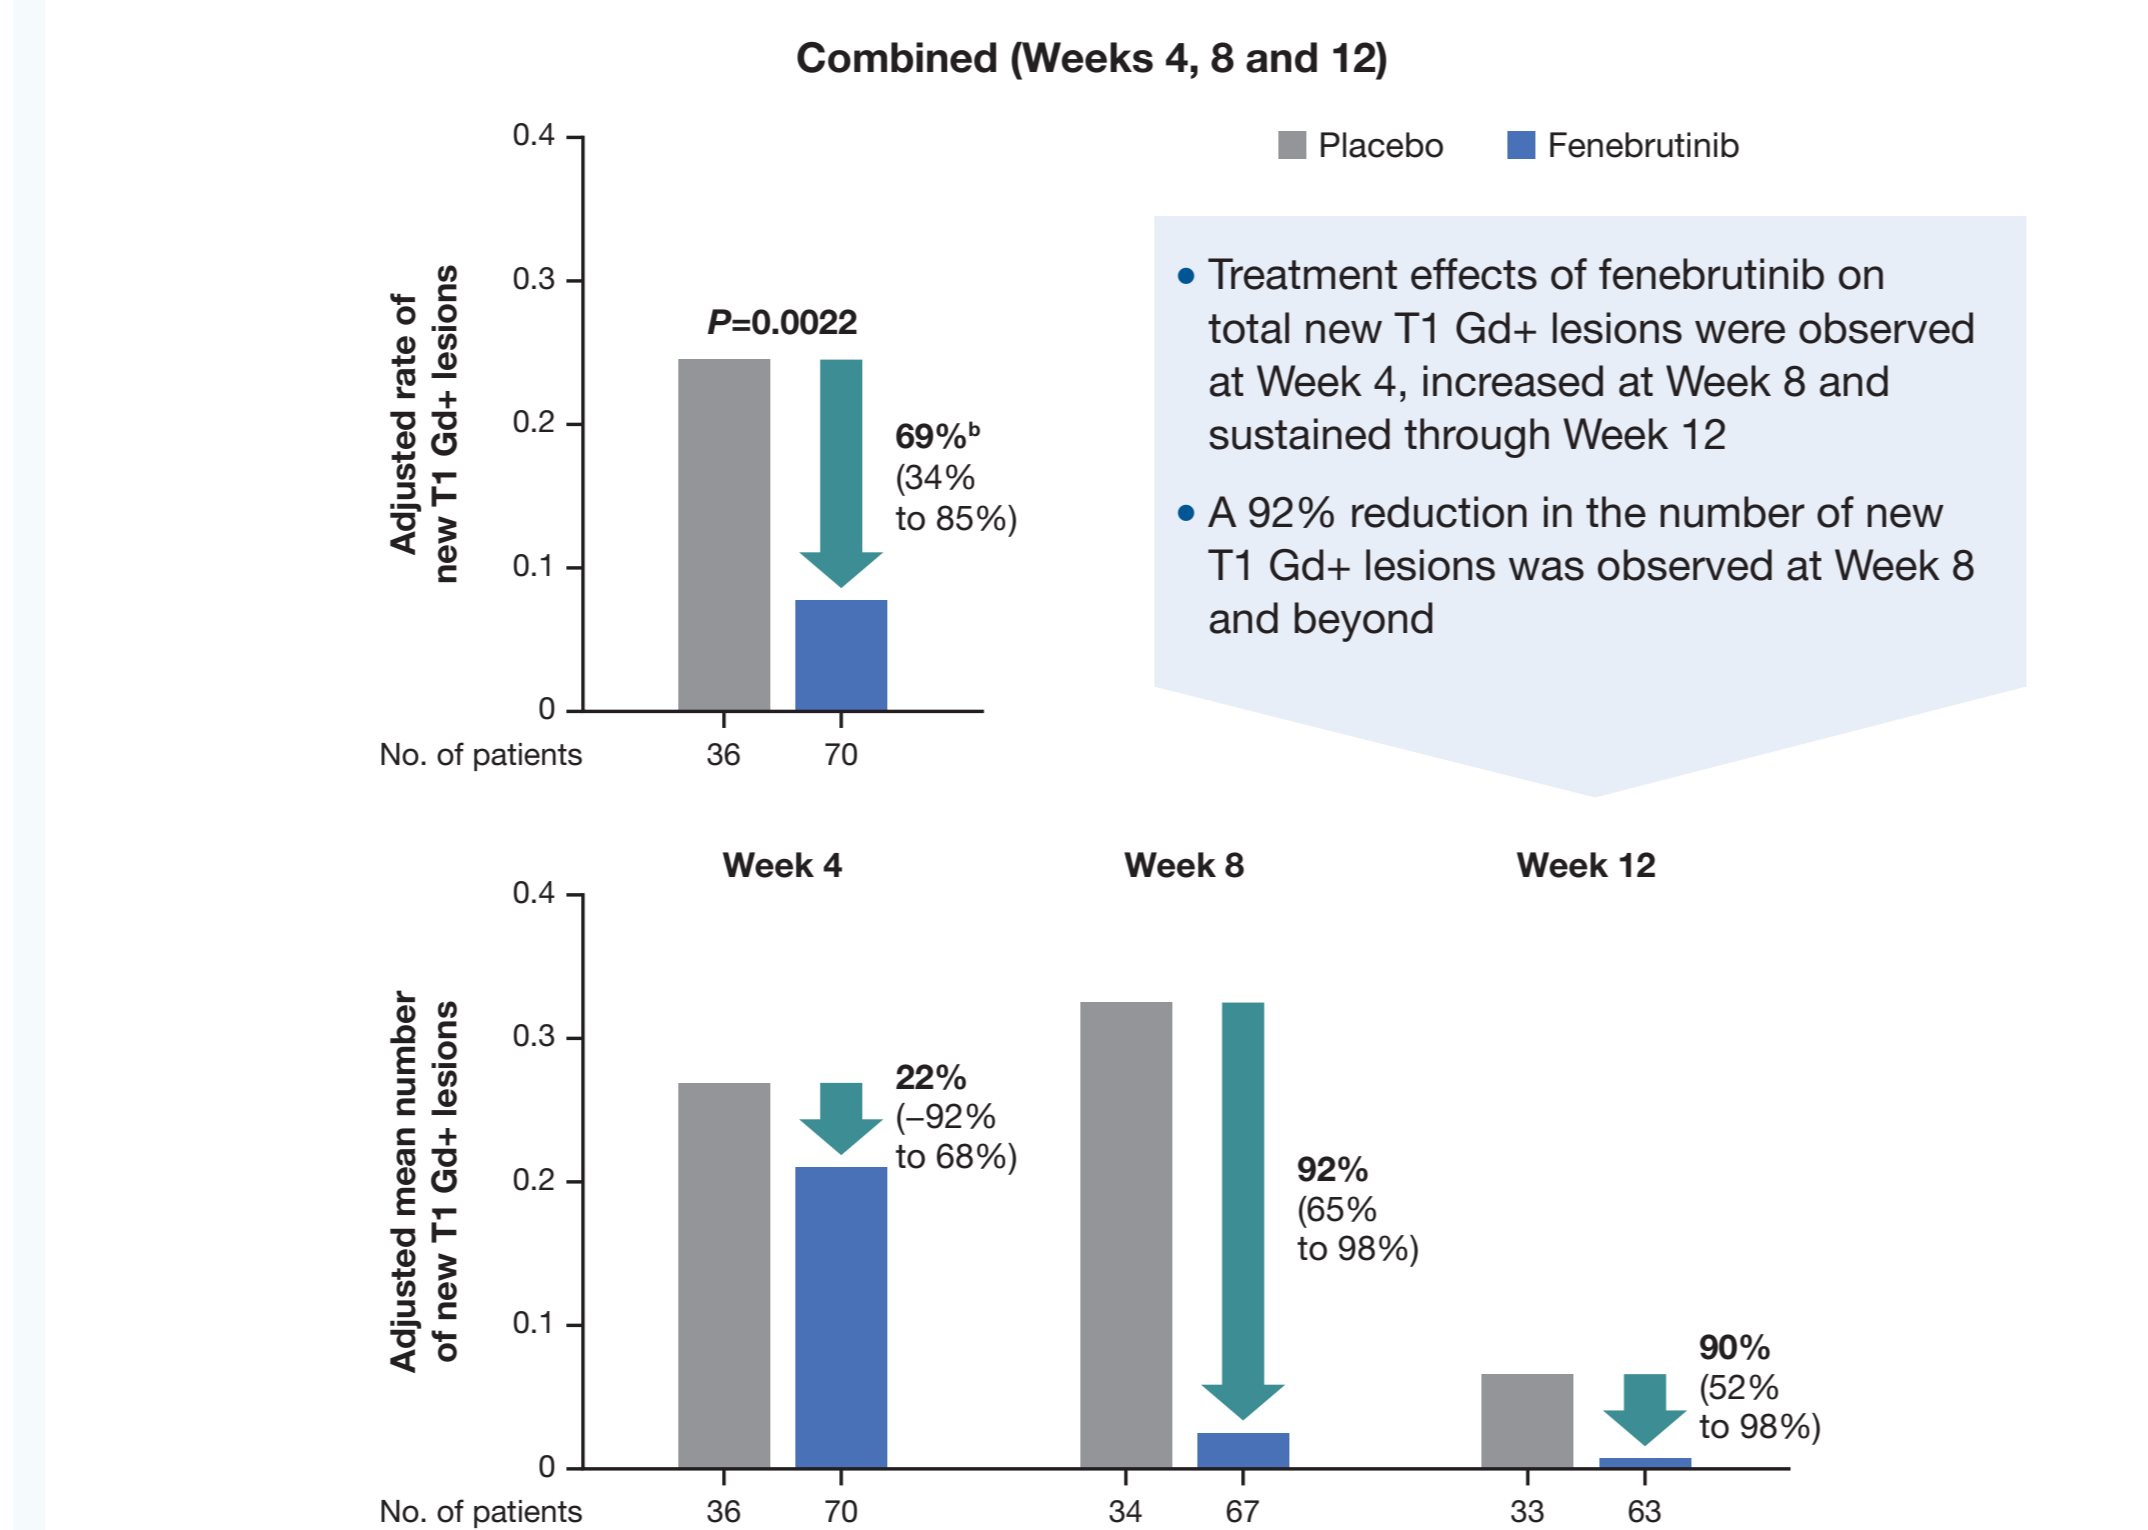 Combined (Weeks 4, 8 and 12)
Placebo
Fenebrutinib
Adjusted rate of
new T1 Gd+ lesions
0.4
0.3
0.2
0.1
0
P=0.0022
69%ᵇ
(34%
to 85%)
No. of patients
36
70
• Treatment effects of fenebrutinib on
total new T1 Gd+ lesions were observed
at Week 4, increased at Week 8 and
sustained through Week 12
• A 92% reduction in the number of new
T1 Gd+ lesions was observed at Week 8
and beyond
Week 4
Week 8
Week 12
Adjusted mean number
of new T1 Gd+ lesions
0.4
0.3
0.2
0.1
0
22%
(–92%
to 68%)
92%
(65%
to 98%)
90%
(52%
to 98%)
No. of patients
36
70
34
67
33
63